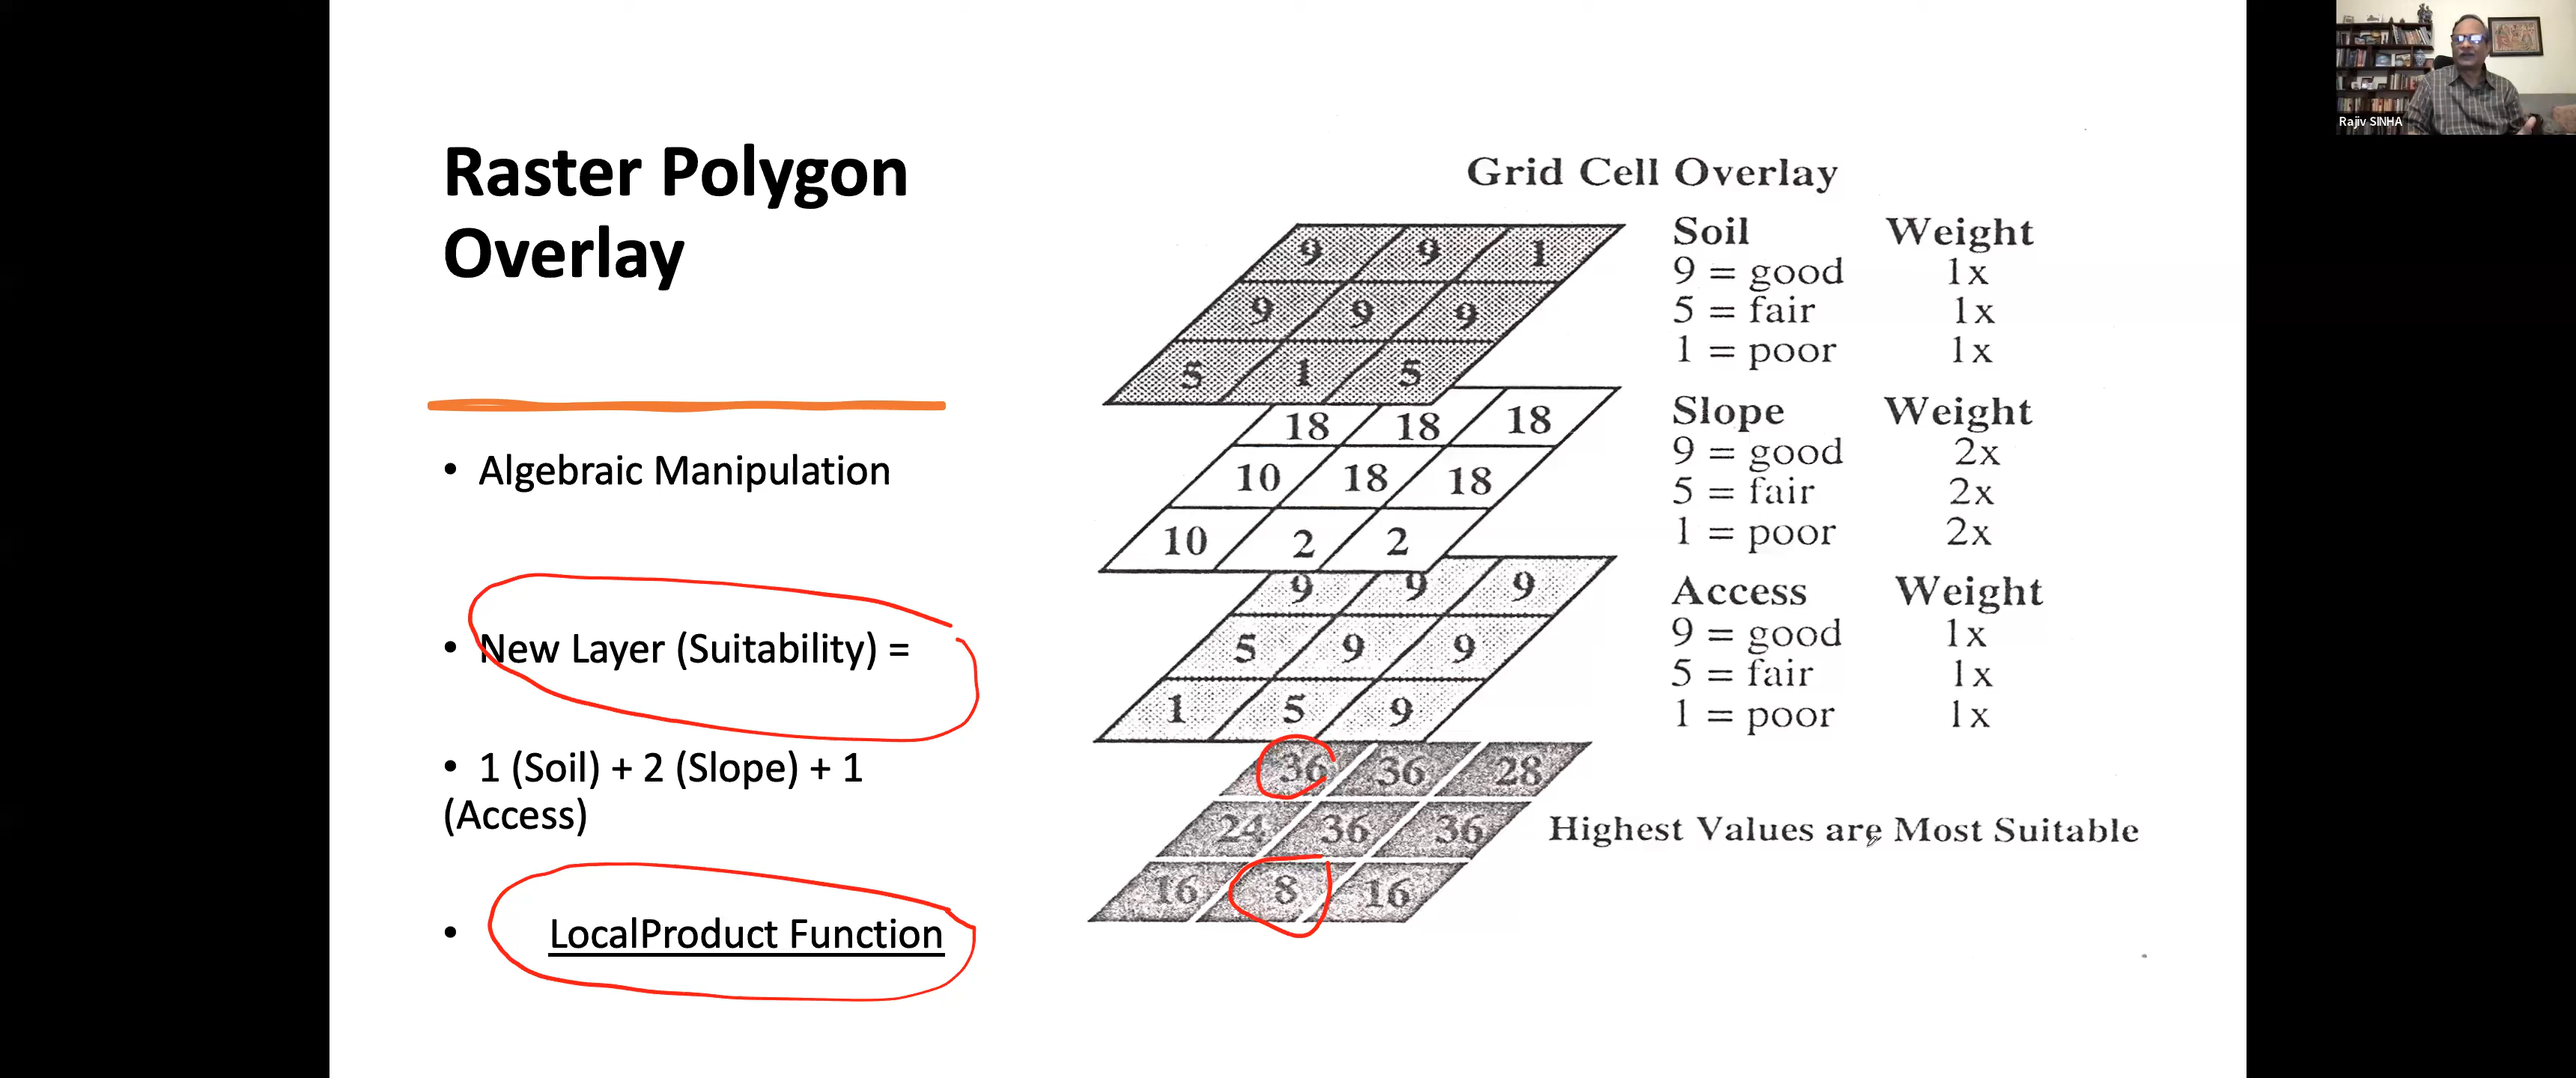 Rajiv SINHA
Raster Polygon
Overlay
• Algebraic Manipulation
• New Layer (Suitability) =
• 1 (Soil) + 2 (Slope) + 1
(Access)
• LocalProduct Function
Grid Cell Overlay
9 9 1
9 9 9
5 1 5
18 18 18
10 18 18
10 2 2
9 9 9
5 9 9
1 5 9
36 36 28
24 36 36
16 8 16
Soil Weight
9 = good 1x
5 = fair 1x
1 = poor 1x
Slope Weight
9 = good 2x
5 = fair 2x
1 = poor 2x
Access Weight
9 = good 1x
5 = fair 1x
1 = poor 1x
Highest Values are Most Suitable